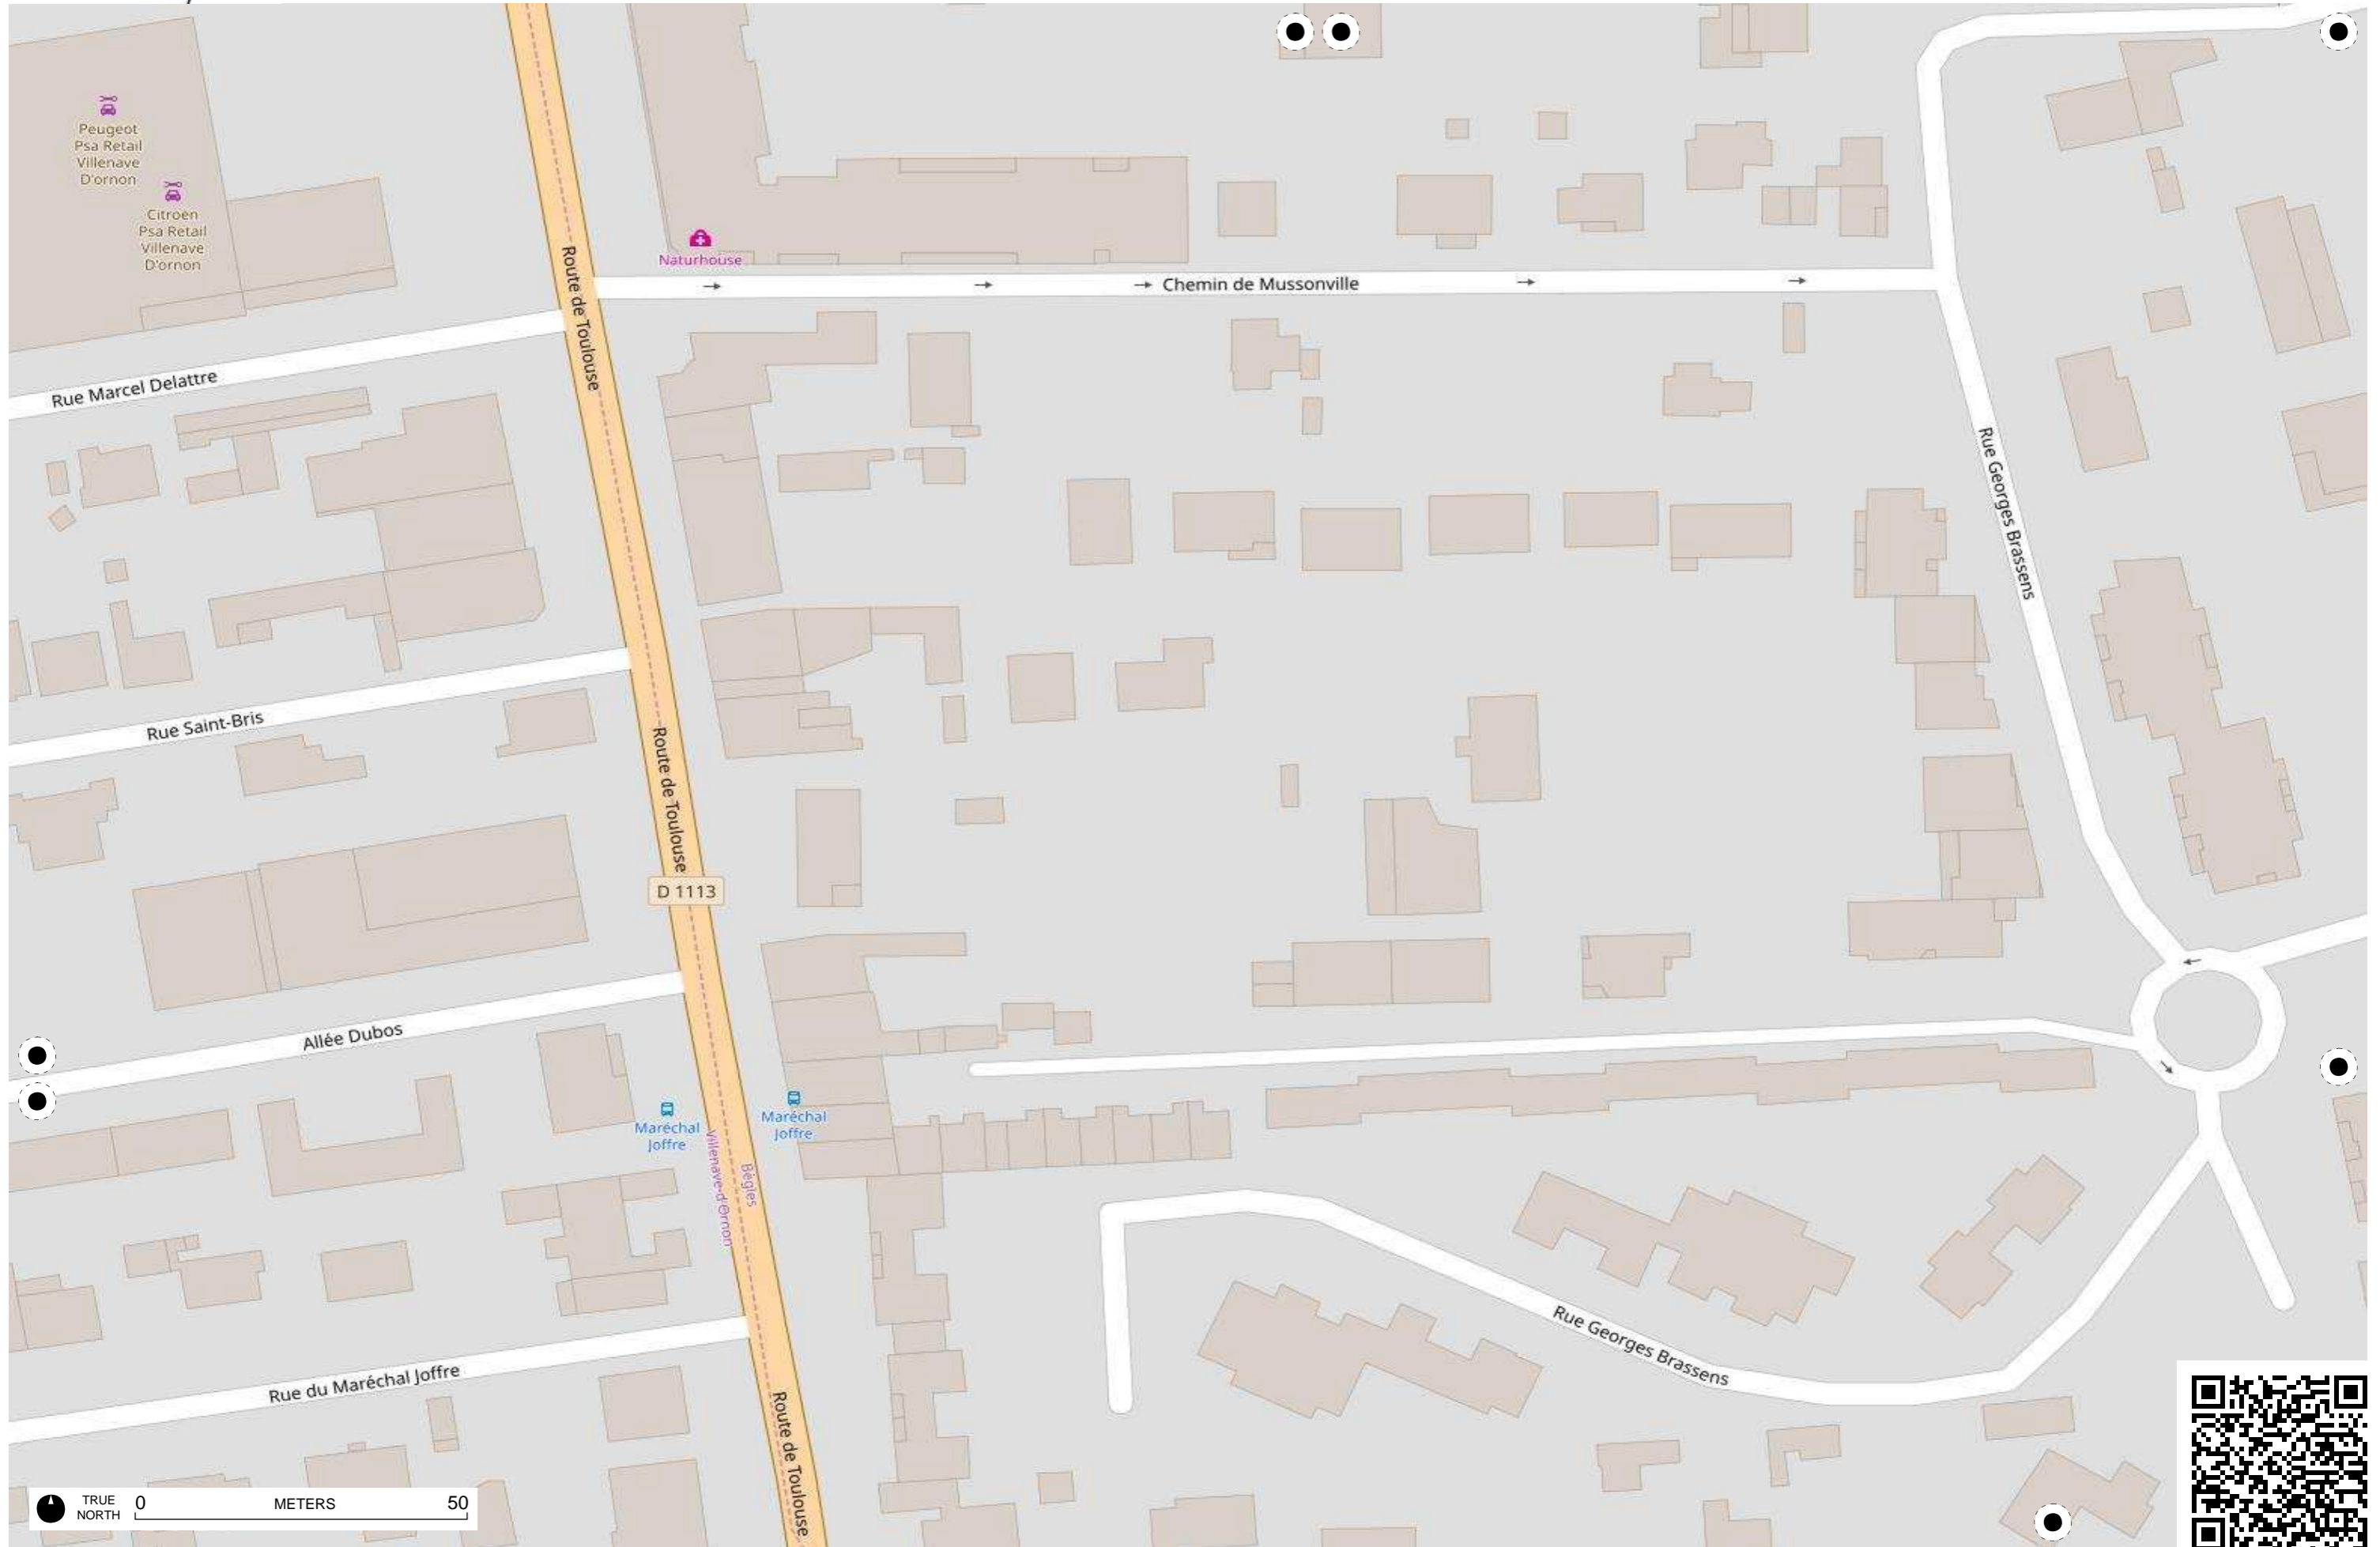 Peugeot
Psa Retail
Villenave
D'ornon
Citroën
Psa Retail
Villenave
D'ornon
Naturhouse
Route de Toulouse
Chemin de Mussonville
Rue Marcel Delattre
Rue Georges Brassens
Rue Saint-Bris
Route de Toulouse
D 1113
Allée Dubos
Maréchal
Joffre
Maréchal
Joffre
Villenave-d'Ornon
Bègles
Rue Georges Brassens
Rue du Maréchal Joffre
Route de Toulouse
TRUE
NORTH
0 METERS 50